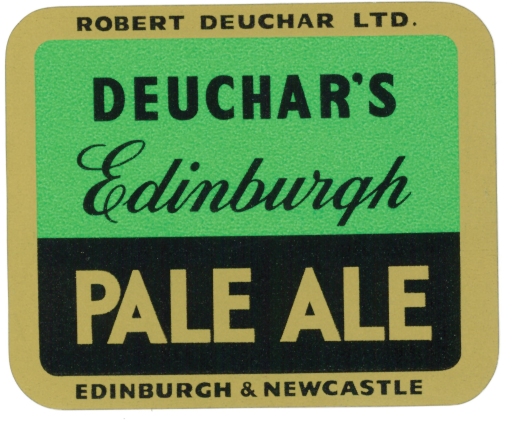 ROBERT DEUCHAR LTD.
DEUCHAR'S
Edinburgh
PALE ALE
EDINBURGH & NEWCASTLE